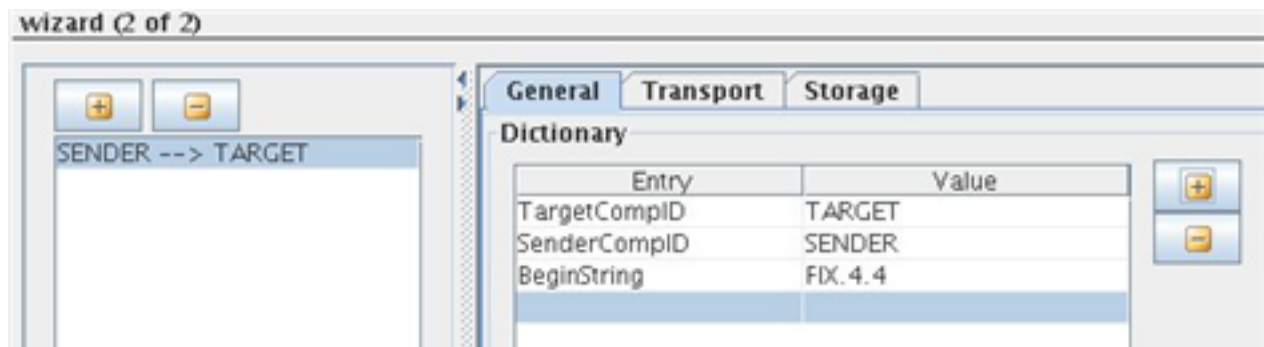 wizard (2 of 2)
SENDER --> TARGET
General Transport Storage
Dictionary
Entry Value
TargetCompID TARGET
SenderCompID SENDER
BeginString FIX.4.4